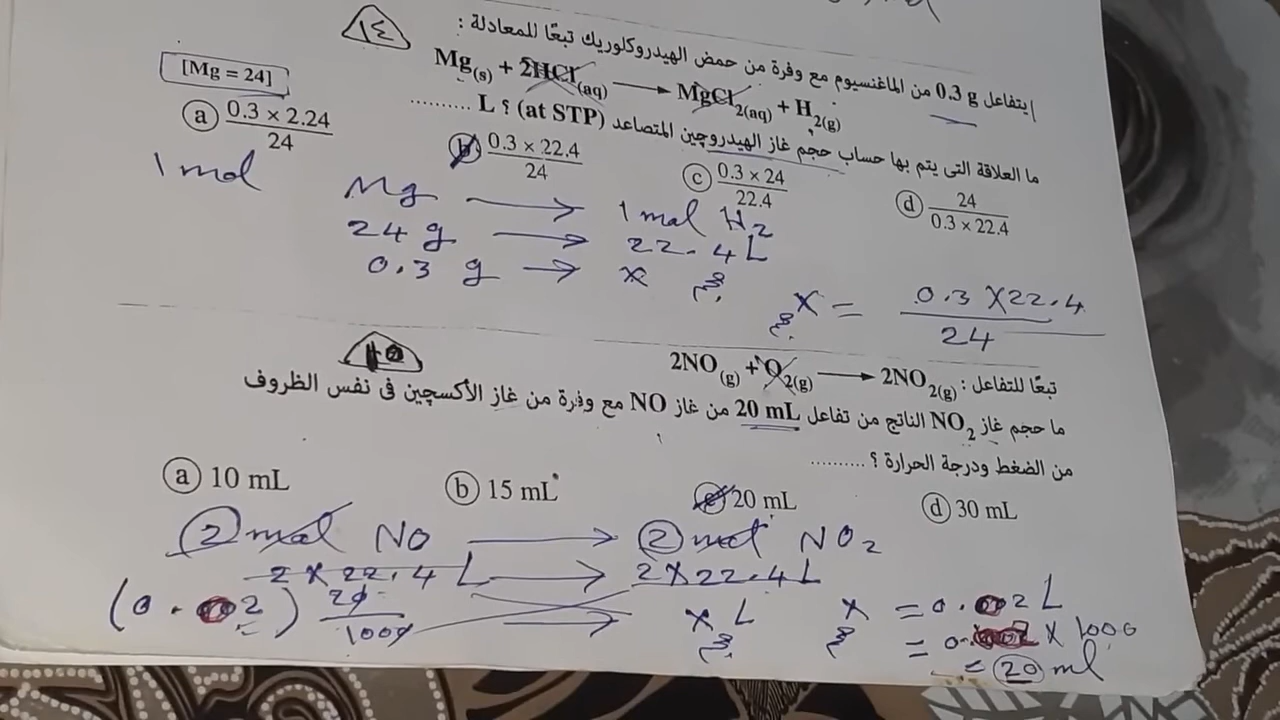 ١٤
يتفاعل 0.3 g من الماغنسيوم مع وفرة من حمض الهيدروكلوريك تبعًا للمعادلة :
Mg(s) + 2HCl(aq) ⟶ MgCl2(aq) + H2(g)
[Mg = 24]
ما العلاقة التى يتم بها حساب حجم غاز الهيدروچين المتصاعد (at STP) ؟ L ..........
ⓐ 0.3 × 2.24 / 24
ⓑ 0.3 × 22.4 / 24
ⓒ 0.3 × 24 / 22.4
ⓓ 24 / 0.3 × 22.4
1 mol Mg ⟶ 1 mol H2
24 g ⟶ 22.4 L
0.3 g ⟶ x
x = 0.3 X 22.4 / 24
تبعًا للتفاعل : 2NO(g) + O2(g) ⟶ 2NO2(g)
ما حجم غاز NO2 الناتج من تفاعل 20 mL من غاز NO مع وفرة من غاز الأكسچين فى نفس الظروف
من الضغط ودرجة الحرارة ؟ ..........
ⓐ 10 mL
ⓑ 15 mL
ⓒ 20 mL
ⓓ 30 mL
2 mol NO ⟶ 2 mol NO2
2 X 22.4 L ⟶ 2 X 22.4 L
(0.02) 20 / 1000 ⟶ x L
x = 0.02 L
= 0.02 X 1000
= 20 ml